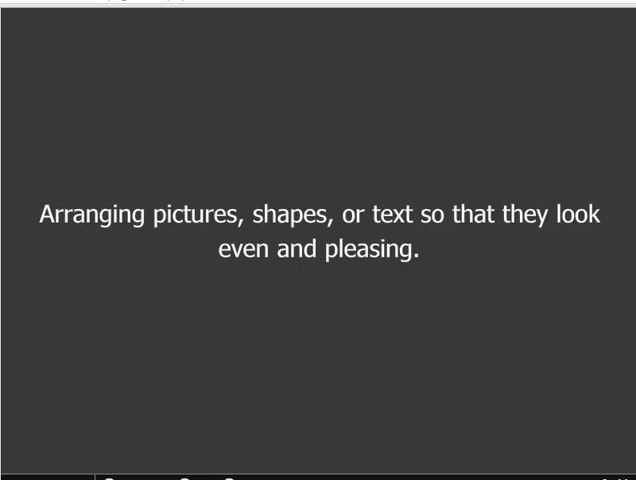 Arranging pictures, shapes, or text so that they look
even and pleasing.